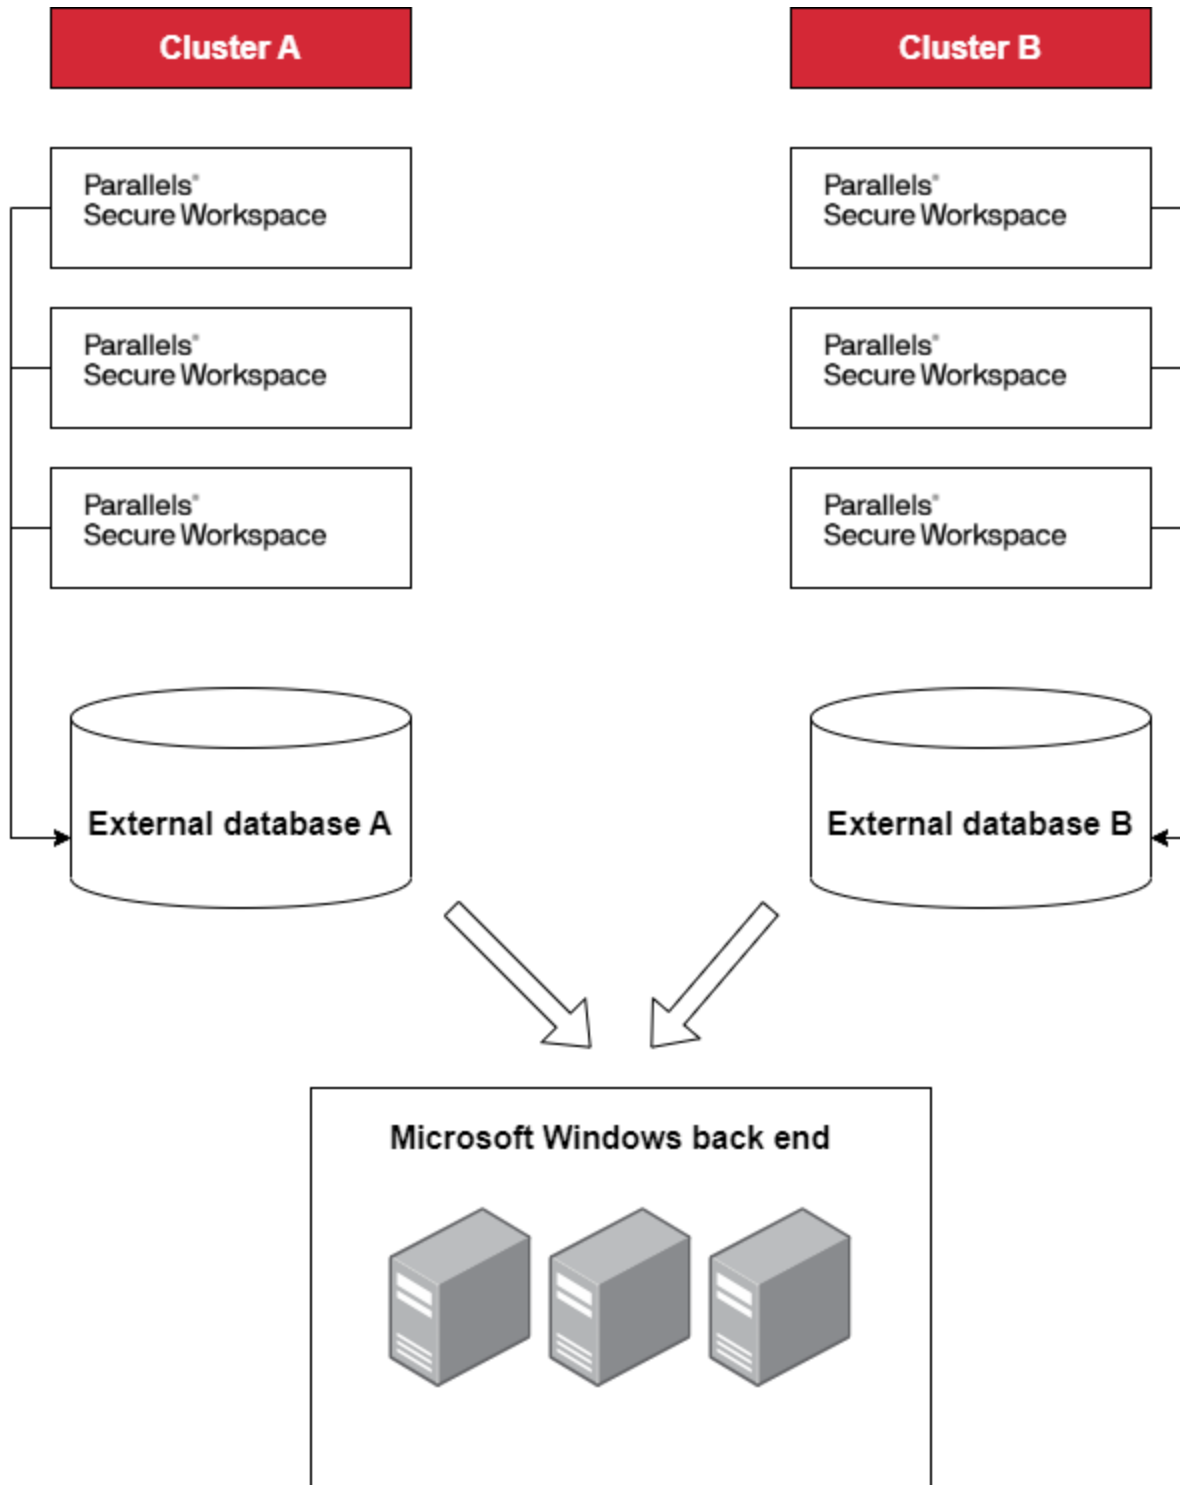 Cluster A
Cluster B
Parallels®
Secure Workspace
Parallels®
Secure Workspace
Parallels®
Secure Workspace
Parallels®
Secure Workspace
Parallels®
Secure Workspace
Parallels®
Secure Workspace
External database A
External database B
Microsoft Windows back end